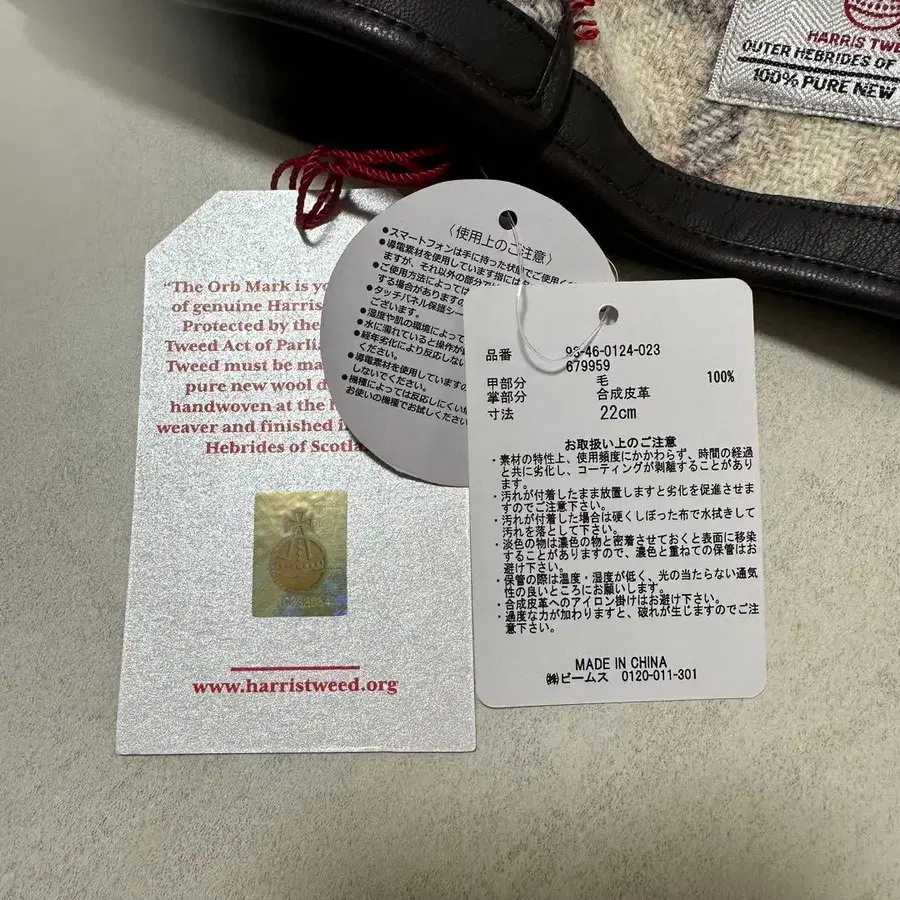 HARRIS TWE
OUTER HEBRIDES OF
100% PURE NEW
"The Orb Mark is yo
of genuine Harris
Protected by the
Tweed Act of Parli
Tweed must be ma
pure new wool d
handwoven at the
weaver and finished i
Hebrides of Scotla
www.harristweed.org
〈使用上のご注意〉
●スマートフォンは手に持った状態でご使用く
●導電素材を使用しています指には
ますが、それ以外の部分で
●ご使用方法によっては
する場合があります
●タッチパネル保護シー
ございます。
●湿度や肌の環境によって
●水に濡れていると操作が
●経年劣化により反応しない
ください。
●導電素材を使用していますの
しないでください。
●機種によっては反応しにくい
お使いの機種でお試しくださ
品番 93-46-0124-023
679959
甲部分 毛 100%
掌部分 合成皮革
寸法 22cm
お取扱い上のご注意
・素材の特性上、使用頻度にかかわらず、時間の経過
と共に劣化し、コーティングが剥離することがあり
ます。
・汚れが付着したまま放置しますと劣化を促進させま
すのでご注意下さい。
・汚れが付着した場合は硬くしぼった布で水拭きして
汚れを落として下さい。
・淡色の物は濃色の物と密着させておくと表面に移染
することがありますので、濃色と重ねての保管はお
避け下さい。
・保管の際は温度・湿度が低く、光の当たらない通気
性の良いところにお願いします。
・合成皮革へのアイロン掛けはお避け下さい。
・過度な力が加わりますと、破れが生じますのでご注
意下さい。
MADE IN CHINA
㈱ビームス 0120-011-301